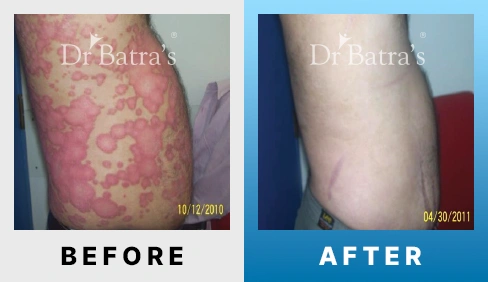 Dr Batra's®
10/12/2010
BEFORE
Dr Batra's®
04/30/2011
AFTER